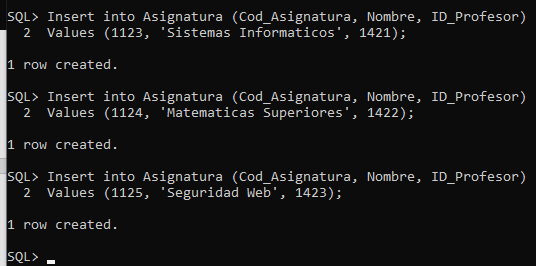 SQL> Insert into Asignatura (Cod_Asignatura, Nombre, ID_Profesor)
  2  Values (1123, 'Sistemas Informaticos', 1421);
1 row created.
SQL> Insert into Asignatura (Cod_Asignatura, Nombre, ID_Profesor)
  2  Values (1124, 'Matematicas Superiores', 1422);
1 row created.
SQL> Insert into Asignatura (Cod_Asignatura, Nombre, ID_Profesor)
  2  Values (1125, 'Seguridad Web', 1423);
1 row created.
SQL>